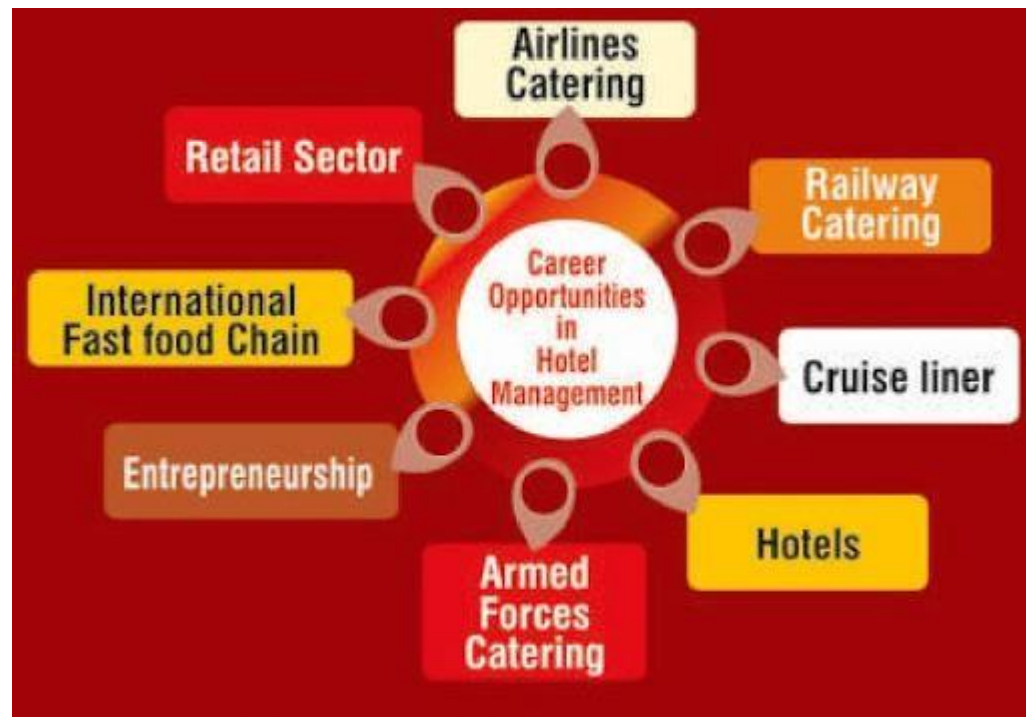 Airlines
Catering
Retail Sector
Railway
Catering
International
Fast food Chain
Career
Opportunities
in
Hotel
Management
Cruise liner
Entrepreneurship
Hotels
Armed
Forces
Catering